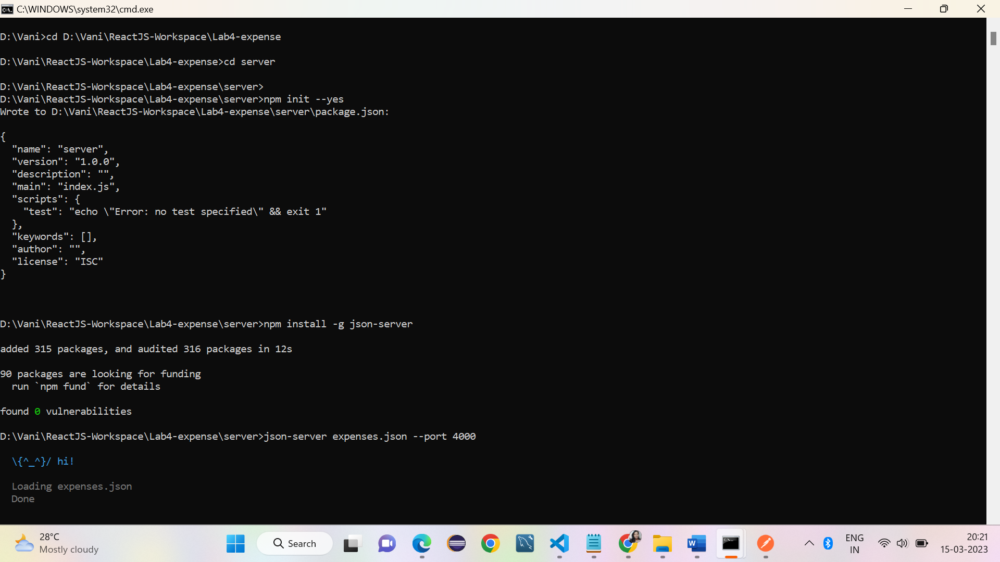 C:\WINDOWS\system32\cmd.exe
D:\Vani>cd D:\Vani\ReactJS-Workspace\Lab4-expense
D:\Vani\ReactJS-Workspace\Lab4-expense>cd server
D:\Vani\ReactJS-Workspace\Lab4-expense\server>
D:\Vani\ReactJS-Workspace\Lab4-expense\server>npm init --yes
Wrote to D:\Vani\ReactJS-Workspace\Lab4-expense\server\package.json:
{
  "name": "server",
  "version": "1.0.0",
  "description": "",
  "main": "index.js",
  "scripts": {
    "test": "echo \"Error: no test specified\" && exit 1"
  },
  "keywords": [],
  "author": "",
  "license": "ISC"
}
D:\Vani\ReactJS-Workspace\Lab4-expense\server>npm install -g json-server
added 315 packages, and audited 316 packages in 12s
90 packages are looking for funding
  run `npm fund` for details
found 0 vulnerabilities
D:\Vani\ReactJS-Workspace\Lab4-expense\server>json-server expenses.json --port 4000
  \{^_^}/ hi!
  Loading expenses.json
  Done
28°C
Mostly cloudy
Search
ENG
IN
20:21
15-03-2023